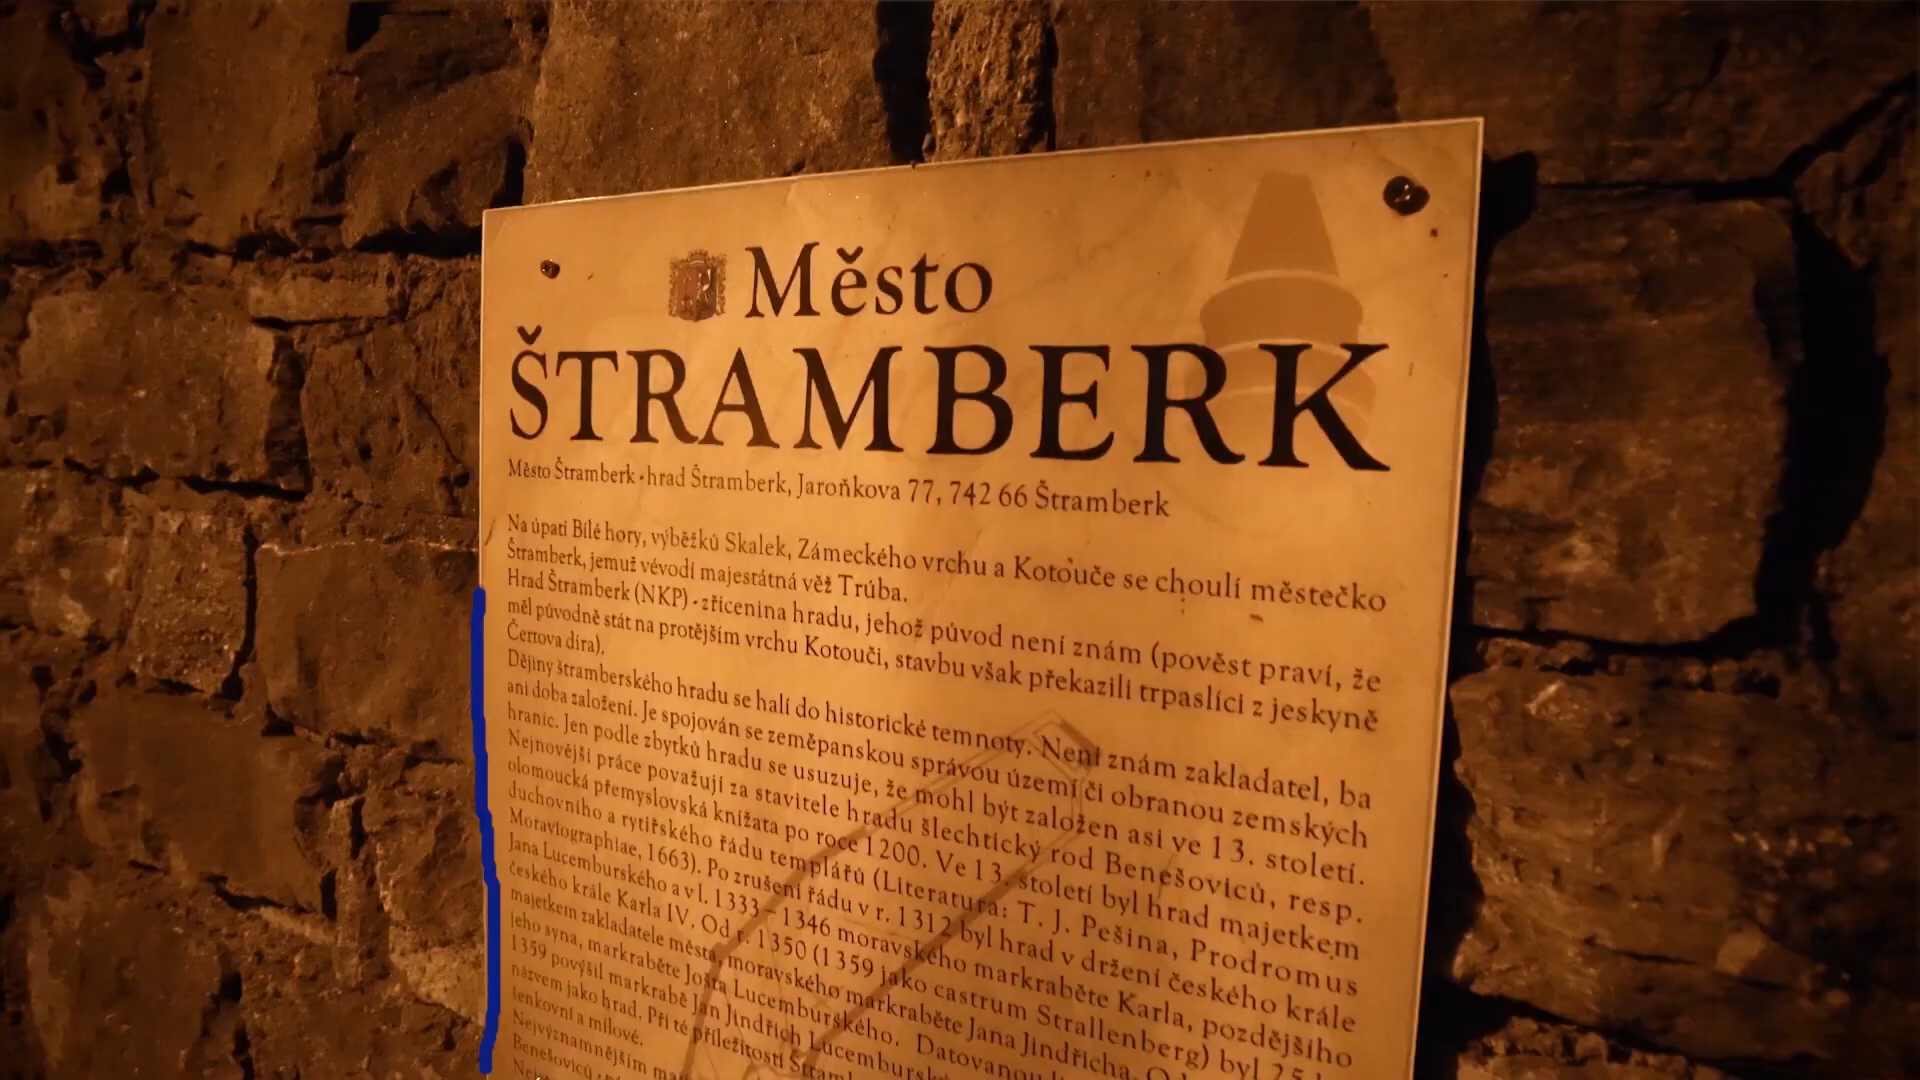 Město
ŠTRAMBERK
Město Štramberk - hrad Štramberk, Jaroňkova 77, 742 66 Štramberk
Na úpatí Bílé hory, výběžků Skalek, Zámeckého vrchu a Kotouče se choulí městečko
Štramberk, jemuž vévodí majestátná věž Trúba.
Hrad Štramberk (NKP) - zřícenina hradu, jehož původ není znám (pověst praví, že
měl původně stát na protějším vrchu Kotouči, stavbu však překazili trpaslíci z jeskyně
Čertova díra).
Dějiny štramberského hradu se halí do historické temnoty. Není znám zakladatel, ba
ani doba založení. Je spojován se zeměpanskou správou území či obranou zemských
hranic. Jen podle zbytků hradu se usuzuje, že mohl být založen asi ve 13. století.
Nejnovější práce považují za stavitele hradu šlechtický rod Benešoviců, resp.
olomoucká přemyslovská knížata po roce 1200. Ve 13. století byl hrad majetkem
duchovního a rytířského řádu templářů (Literatura: T. J. Pešina, Prodromus
Moraviographiae, 1663). Po zrušení řádu v r. 1312 byl hrad v držení českého krále
Jana Lucemburského a v l. 1333 - 1346 moravského markraběte Karla, pozdějšího
českého krále Karla IV. Od r. 1350 (1359 jako castrum Strallenberg) byl
majetkem zakladatele města, moravského markraběte Jana Jindřicha.
jeho syna, markraběte Jošta Lucemburského. Datovanou
1359 povýšil markrabě Jan Jindřich
názvem jako hrad. Při té příležitosti
šenkovní a mílové.
Nejvýznamnějším
Benešoviců